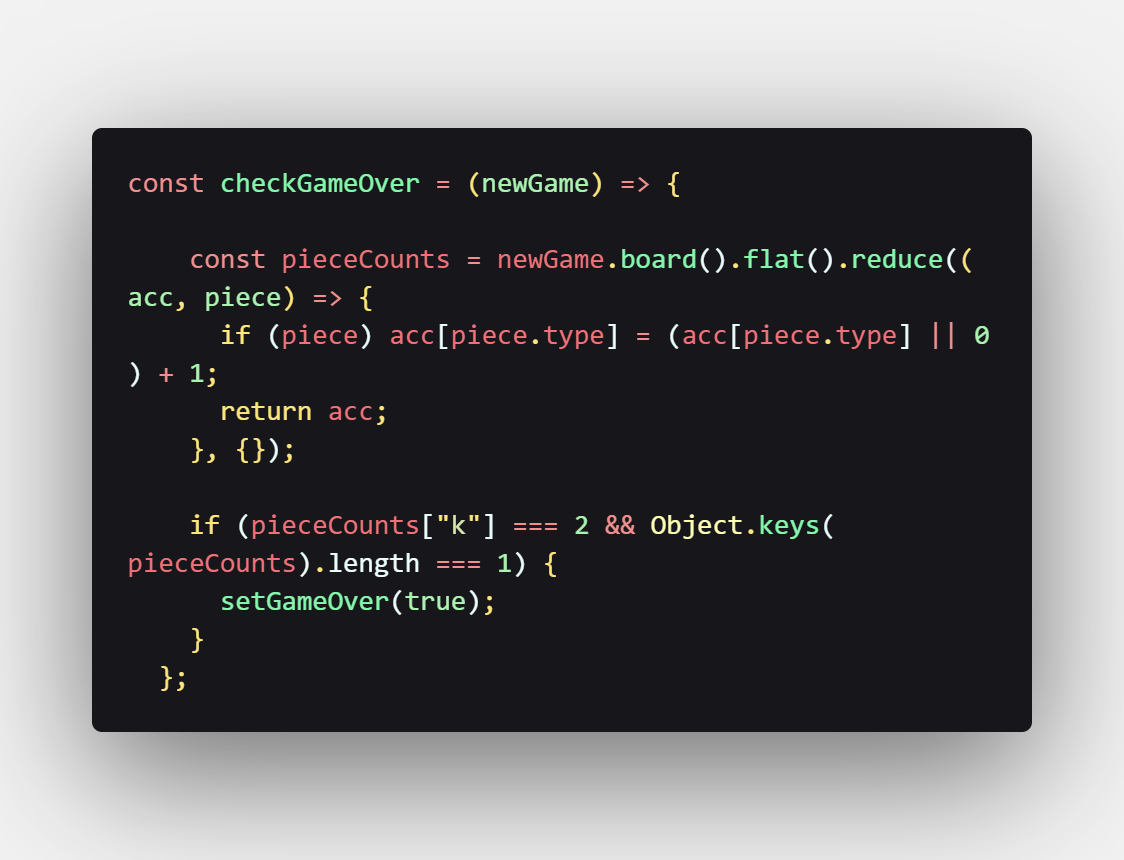 const checkGameOver = (newGame) => {
    const pieceCounts = newGame.board().flat().reduce((
acc, piece) => {
      if (piece) acc[piece.type] = (acc[piece.type] || 0
) + 1;
      return acc;
    }, {});
    if (pieceCounts["k"] === 2 && Object.keys(
pieceCounts).length === 1) {
      setGameOver(true);
    }
  };